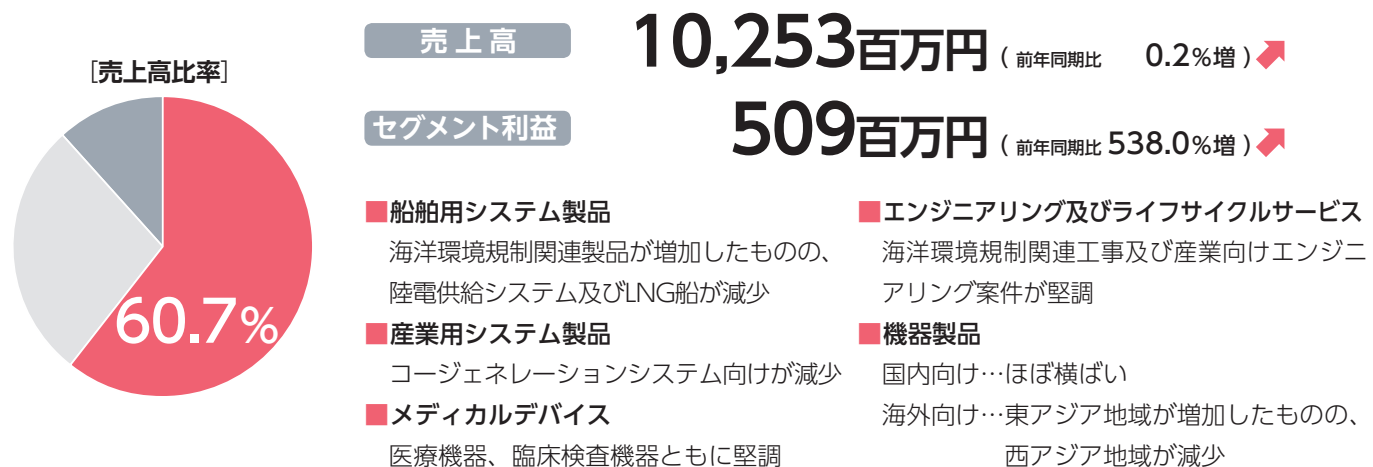 [売上高比率]
60.7%
売上高
10,253百万円 ( 前年同期比 0.2%増 )
セグメント利益
509百万円 ( 前年同期比 538.0%増 )
■船舶用システム製品
海洋環境規制関連製品が増加したものの、
陸電供給システム及びLNG船が減少
■産業用システム製品
コージェネレーションシステム向けが減少
■メディカルデバイス
医療機器、臨床検査機器ともに堅調
■エンジニアリング及びライフサイクルサービス
海洋環境規制関連工事及び産業向けエンジニ
アリング案件が堅調
■機器製品
国内向け…ほぼ横ばい
海外向け…東アジア地域が増加したものの、
西アジア地域が減少